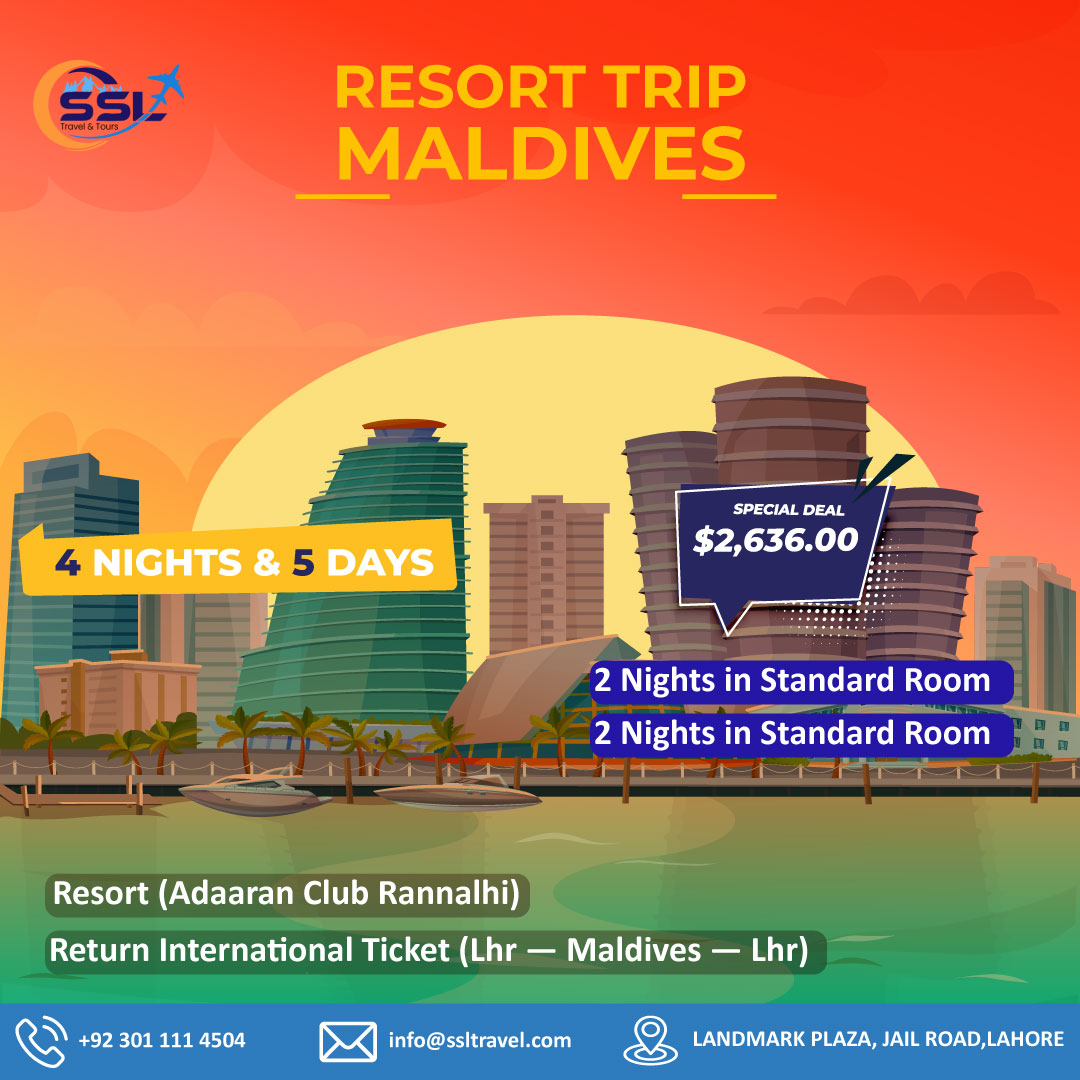 SSL
Travel & Tours
RESORT TRIP
MALDIVES
4 NIGHTS & 5 DAYS
SPECIAL DEAL
$2,636.00
2 Nights in Standard Room
2 Nights in Standard Room
Resort (Adaaran Club Rannalhi)
Return International Ticket (Lhr — Maldives — Lhr)
+92 301 111 4504
info@ssltravel.com
LANDMARK PLAZA, JAIL ROAD,LAHORE